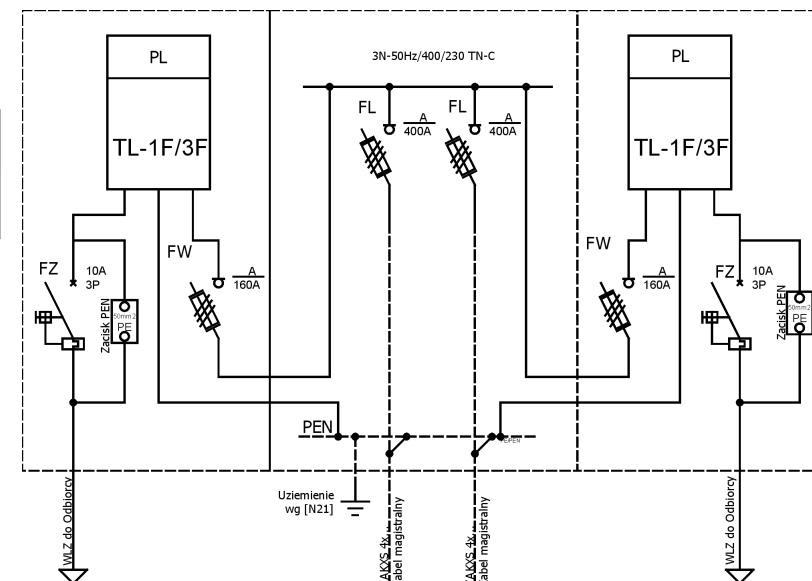 PL
TL-1F/3F
3N-50Hz/400/230 TN-C
FL
A
400A
FL
A
400A
PL
TL-1F/3F
FZ
10A
3P
Zacisk PEN
50mm2
PE
FW
A
160A
FW
A
160A
FZ
10A
3P
Zacisk PEN
50mm2
PE
PEN
Uziemienie
wg [N21]
WLZ do Odbiorcy
AKXS 4x
abel magistralny
AKXS 4x
kabel magistralny
WLZ do Odbiorcy